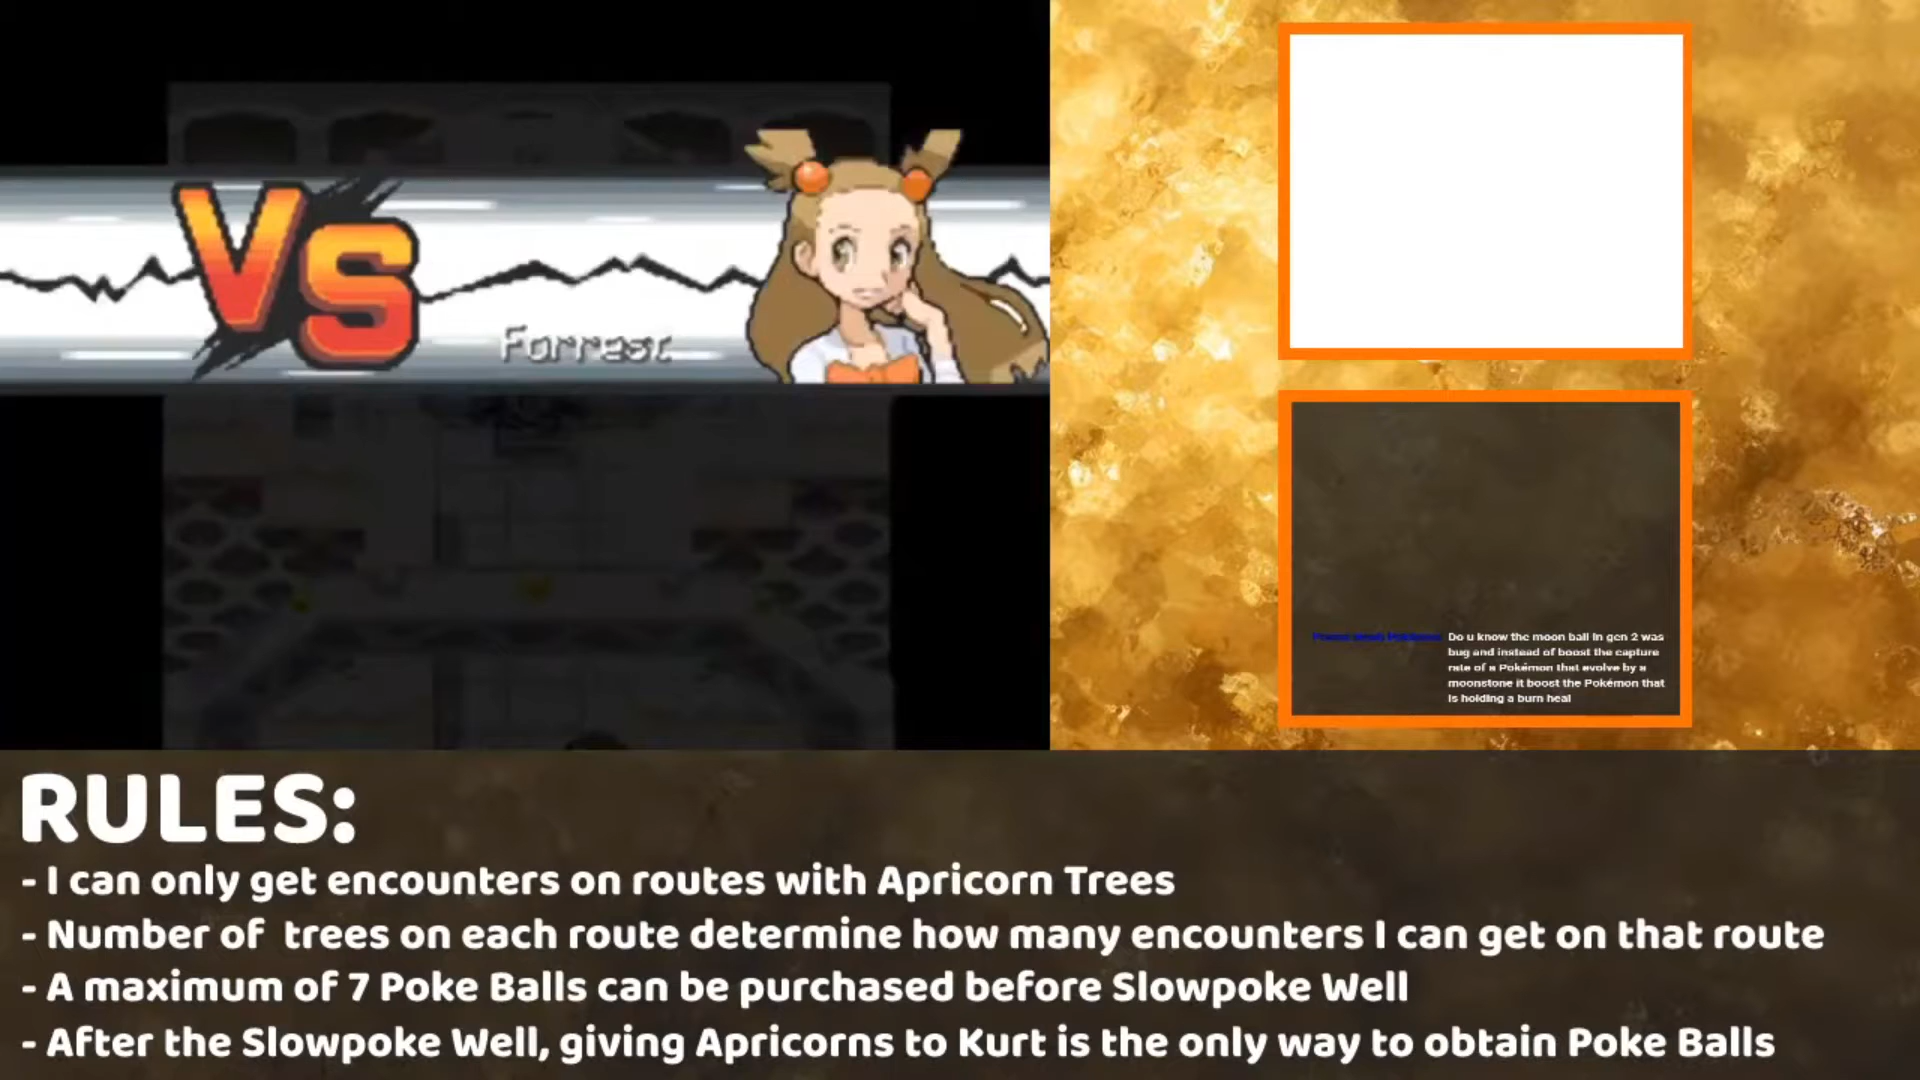 Vs
Forrest
Do u know the moon ball in gen 2 was
bug and instead of boost the capture
rate of a Pokémon that evolve by a
moonstone it boost the Pokémon that
is holding a burn heal
RULES:
- I can only get encounters on routes with Apricorn Trees
- Number of trees on each route determine how many encounters I can get on that route
- A maximum of 7 Poke Balls can be purchased before Slowpoke Well
- After the Slowpoke Well, giving Apricorns to Kurt is the only way to obtain Poke Balls